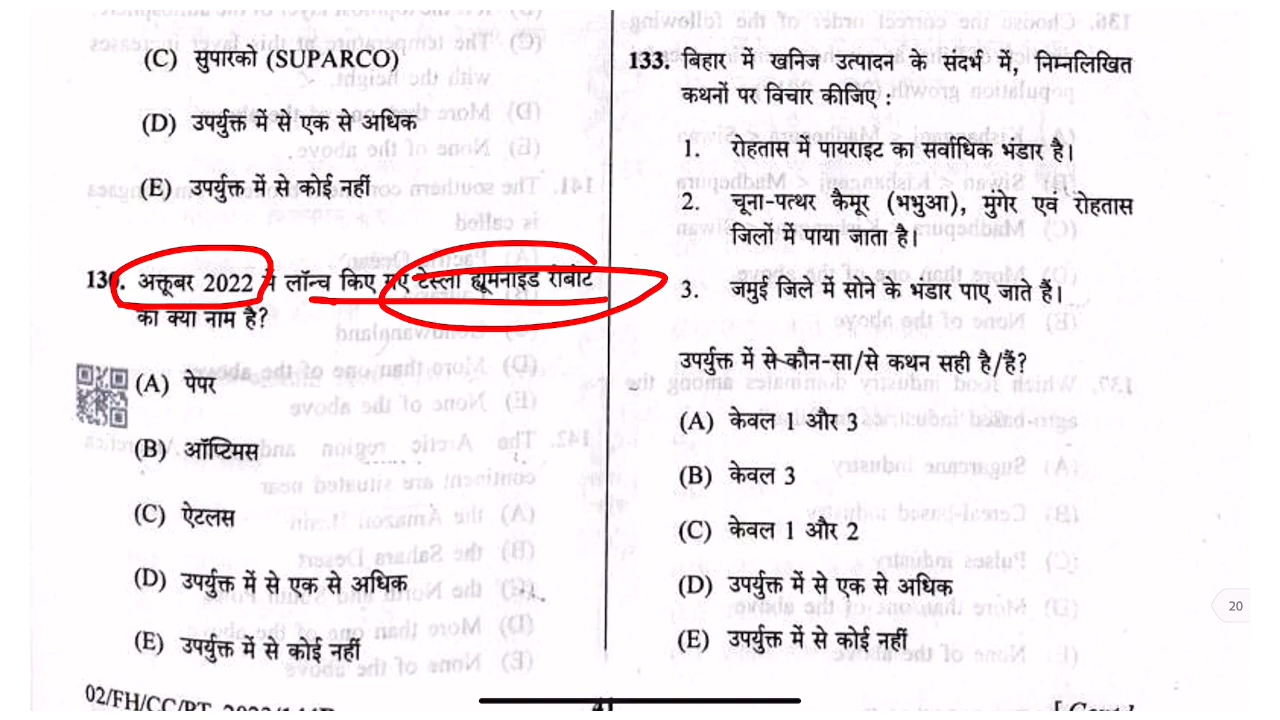 (C) सुपारको (SUPARCO)
(D) उपर्युक्त में से एक से अधिक
(E) उपर्युक्त में से कोई नहीं
अक्तूबर 2022 में लॉन्च किए गए टेस्ला ह्यूमनाइड रोबोट
का क्या नाम है?
(A) पेपर
(B) ऑप्टिमस
(C) ऐटलस
(D) उपर्युक्त में से एक से अधिक
(E) उपर्युक्त में से कोई नहीं
41
133. बिहार में खनिज उत्पादन के संदर्भ में, निम्नलिखित
कथनों पर विचार कीजिए :
1. रोहतास में पायराइट का सर्वाधिक भंडार है।
2. चूना-पत्थर कैमूर (भभुआ), मुंगेर एवं रोहतास
जिलों में पाया जाता है।
3. जमुई जिले में सोने के भंडार पाए जाते हैं।
उपर्युक्त में से कौन-सा/से कथन सही है/हैं?
(A) केवल 1 और 3
(B) केवल 3
(C) केवल 1 और 2
(D) उपर्युक्त में से एक से अधिक
(E) उपर्युक्त में से कोई नहीं
20